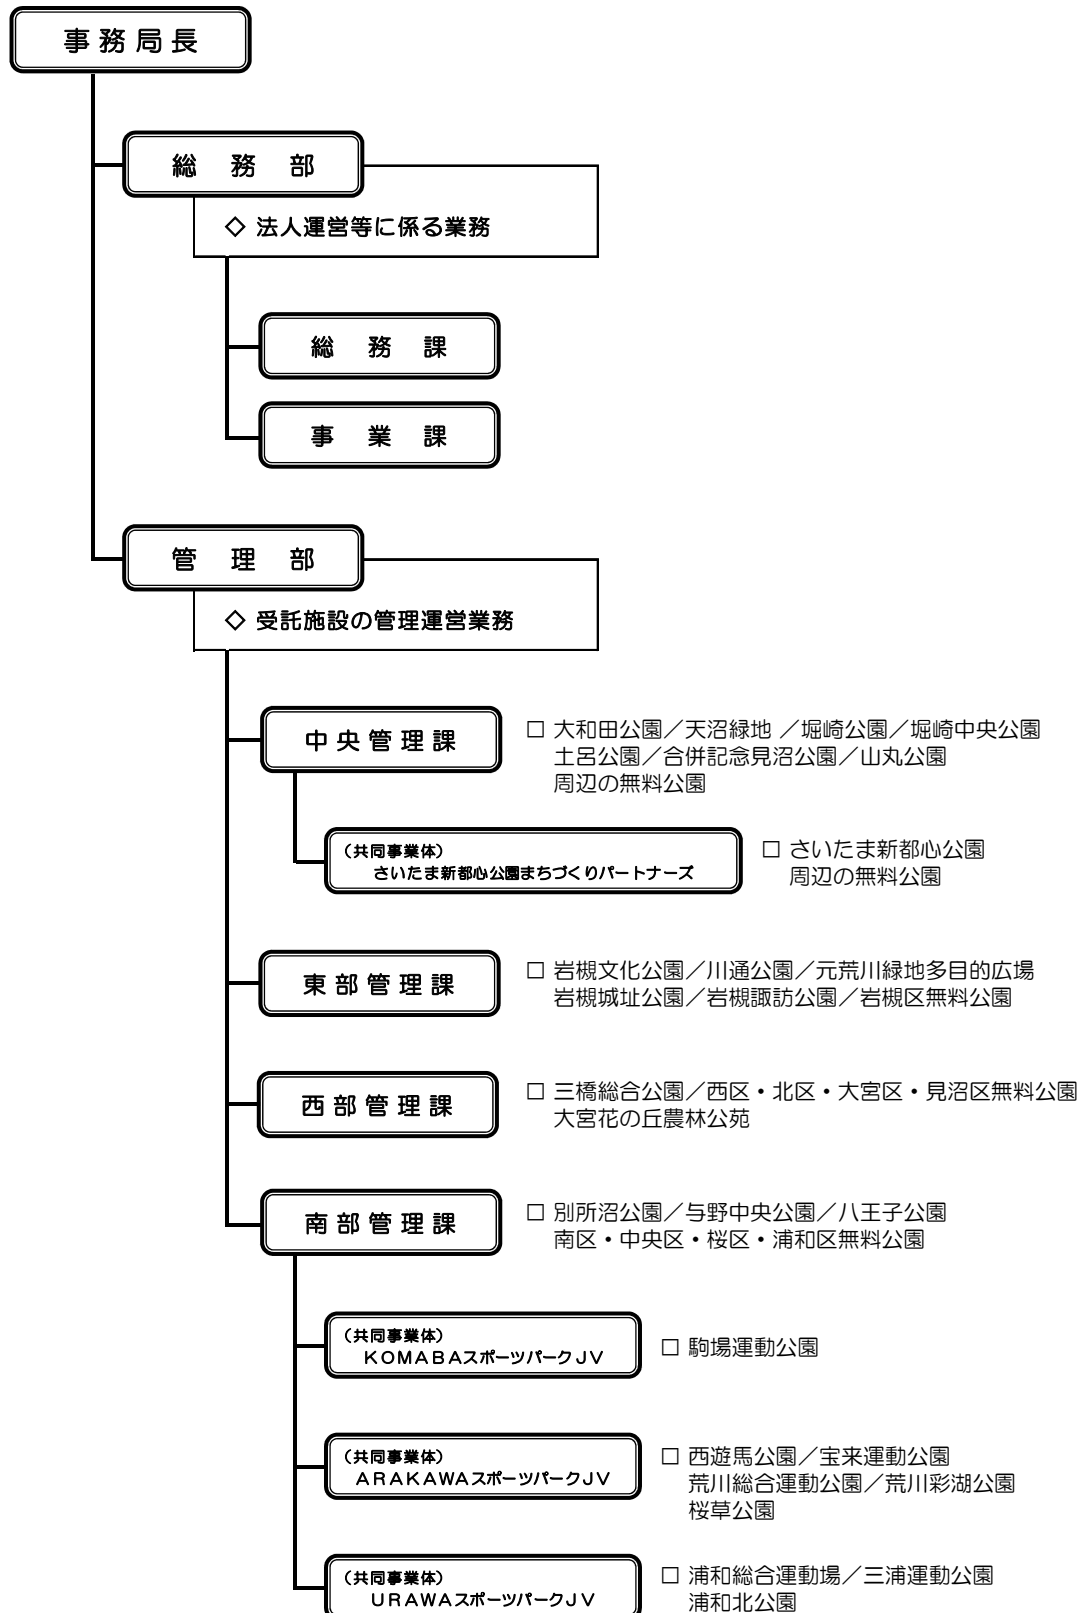 事務局長
総務部
◇ 法人運営等に係る業務
総務課
事業課
管理部
◇ 受託施設の管理運営業務
中央管理課
□ 大和田公園／天沼緑地 ／堀崎公園／堀崎中央公園
土呂公園／合併記念見沼公園／山丸公園
周辺の無料公園
（共同事業体）
さいたま新都心公園まちづくりパートナーズ
□ さいたま新都心公園
周辺の無料公園
東部管理課
□ 岩槻文化公園／川通公園／元荒川緑地多目的広場
岩槻城址公園／岩槻諏訪公園／岩槻区無料公園
西部管理課
□ 三橋総合公園／西区・北区・大宮区・見沼区無料公園
大宮花の丘農林公苑
南部管理課
□ 別所沼公園／与野中央公園／八王子公園
南区・中央区・桜区・浦和区無料公園
（共同事業体）
ＫＯＭＡＢＡスポーツパークＪＶ
□ 駒場運動公園
（共同事業体）
ＡＲＡＫＡＷＡスポーツパークＪＶ
□ 西遊馬公園／宝来運動公園
荒川総合運動公園／荒川彩湖公園
桜草公園
（共同事業体）
ＵＲＡＷＡスポーツパークＪＶ
□ 浦和総合運動場／三浦運動公園
浦和北公園